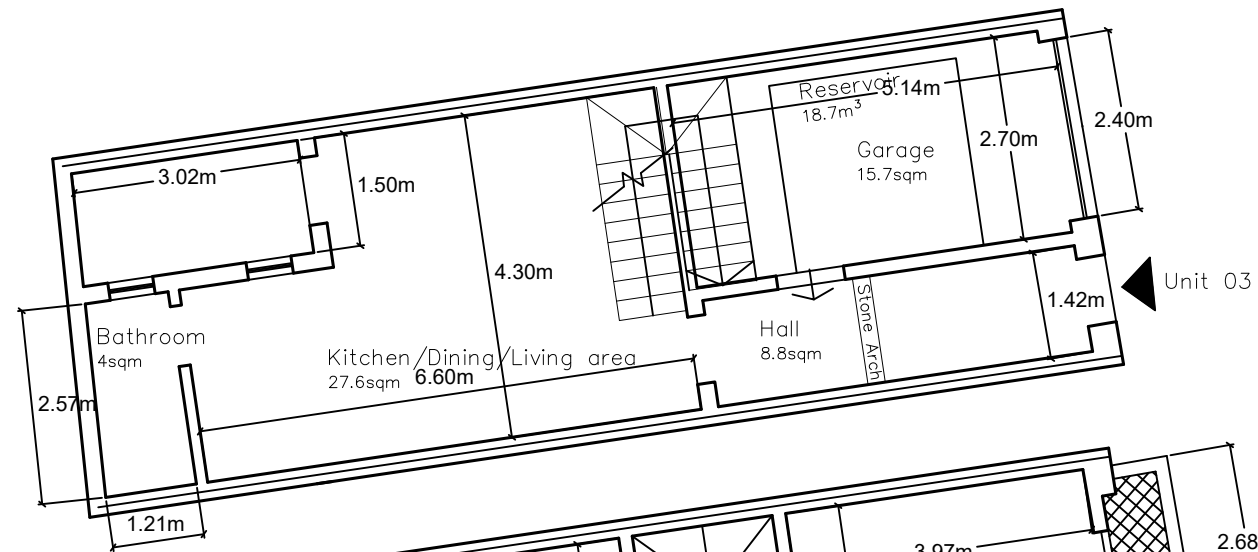 Reservoir
18.7m³
5.14m
2.40m
2.70m
Garage
15.7sqm
3.02m
1.50m
4.30m
Unit 03
1.42m
Stone Arch
Hall
8.8sqm
Bathroom
4sqm
Kitchen/Dining/Living area
27.6sqm
6.60m
2.57m
1.21m
3.97m
2.68